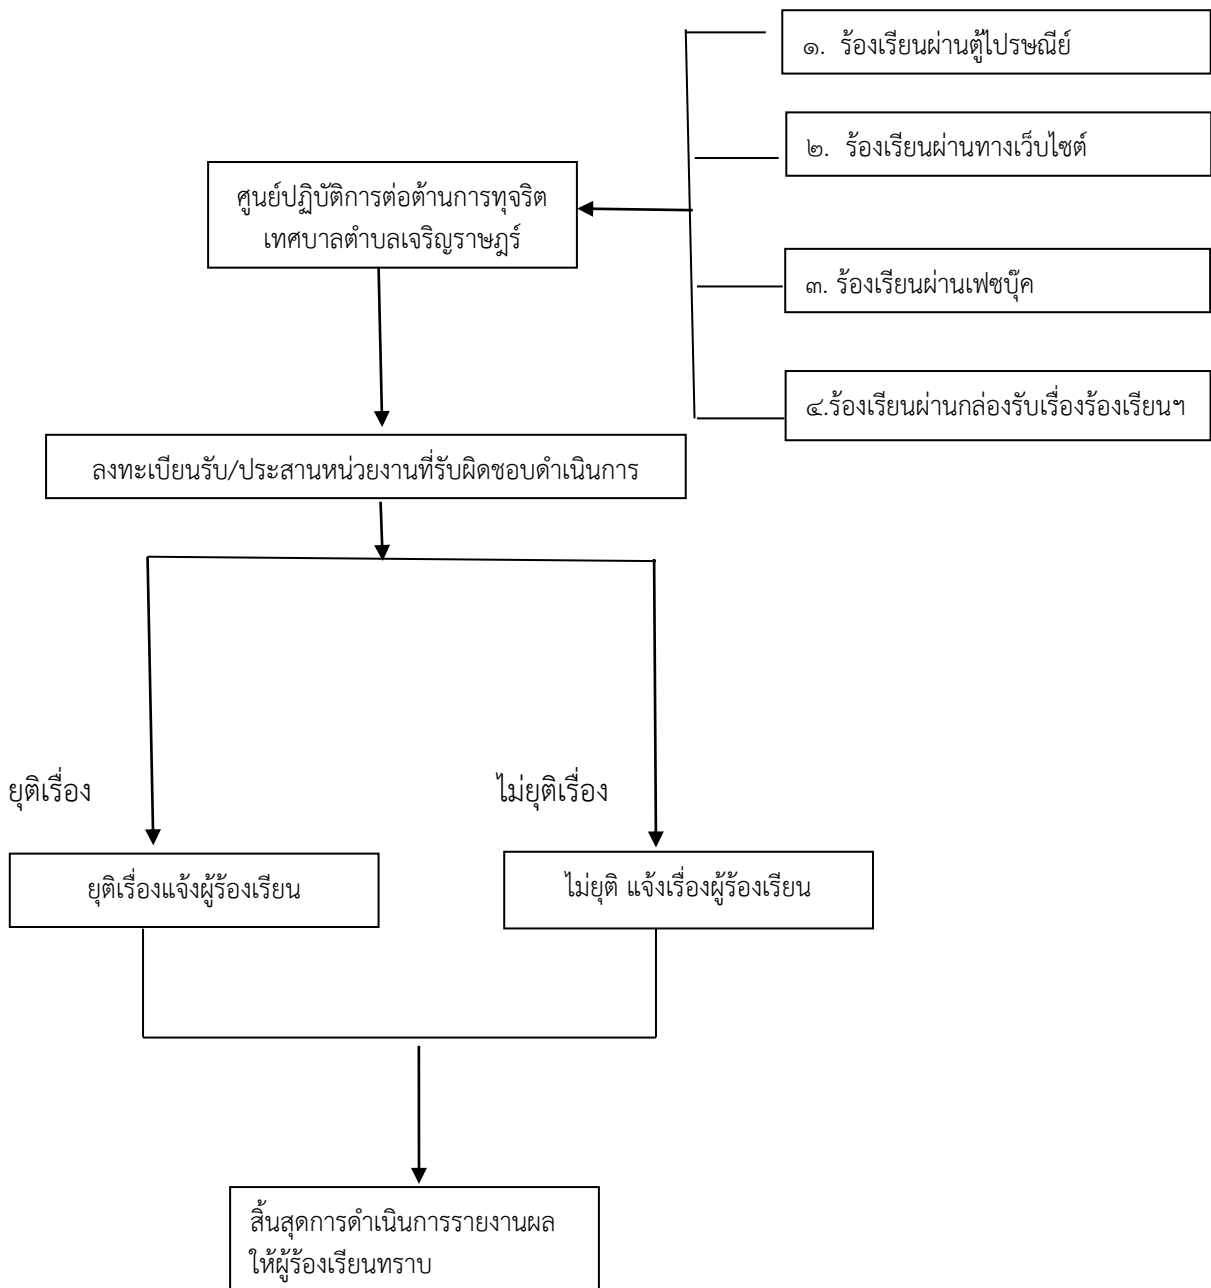 ๑. ร้องเรียนผ่านตู้ไปรษณีย์
๒. ร้องเรียนผ่านทางเว็บไซต์
ศูนย์ปฏิบัติการต่อต้านการทุจริต
เทศบาลตำบลเจริญราษฎร์
๓. ร้องเรียนผ่านเฟซบุ๊ค
๔.ร้องเรียนผ่านกล่องรับเรื่องร้องเรียนฯ
ลงทะเบียนรับ/ประสานหน่วยงานที่รับผิดชอบดำเนินการ
ยุติเรื่อง
ไม่ยุติเรื่อง
ยุติเรื่องแจ้งผู้ร้องเรียน
ไม่ยุติ แจ้งเรื่องผู้ร้องเรียน
สิ้นสุดการดำเนินการรายงานผล
ให้ผู้ร้องเรียนทราบ